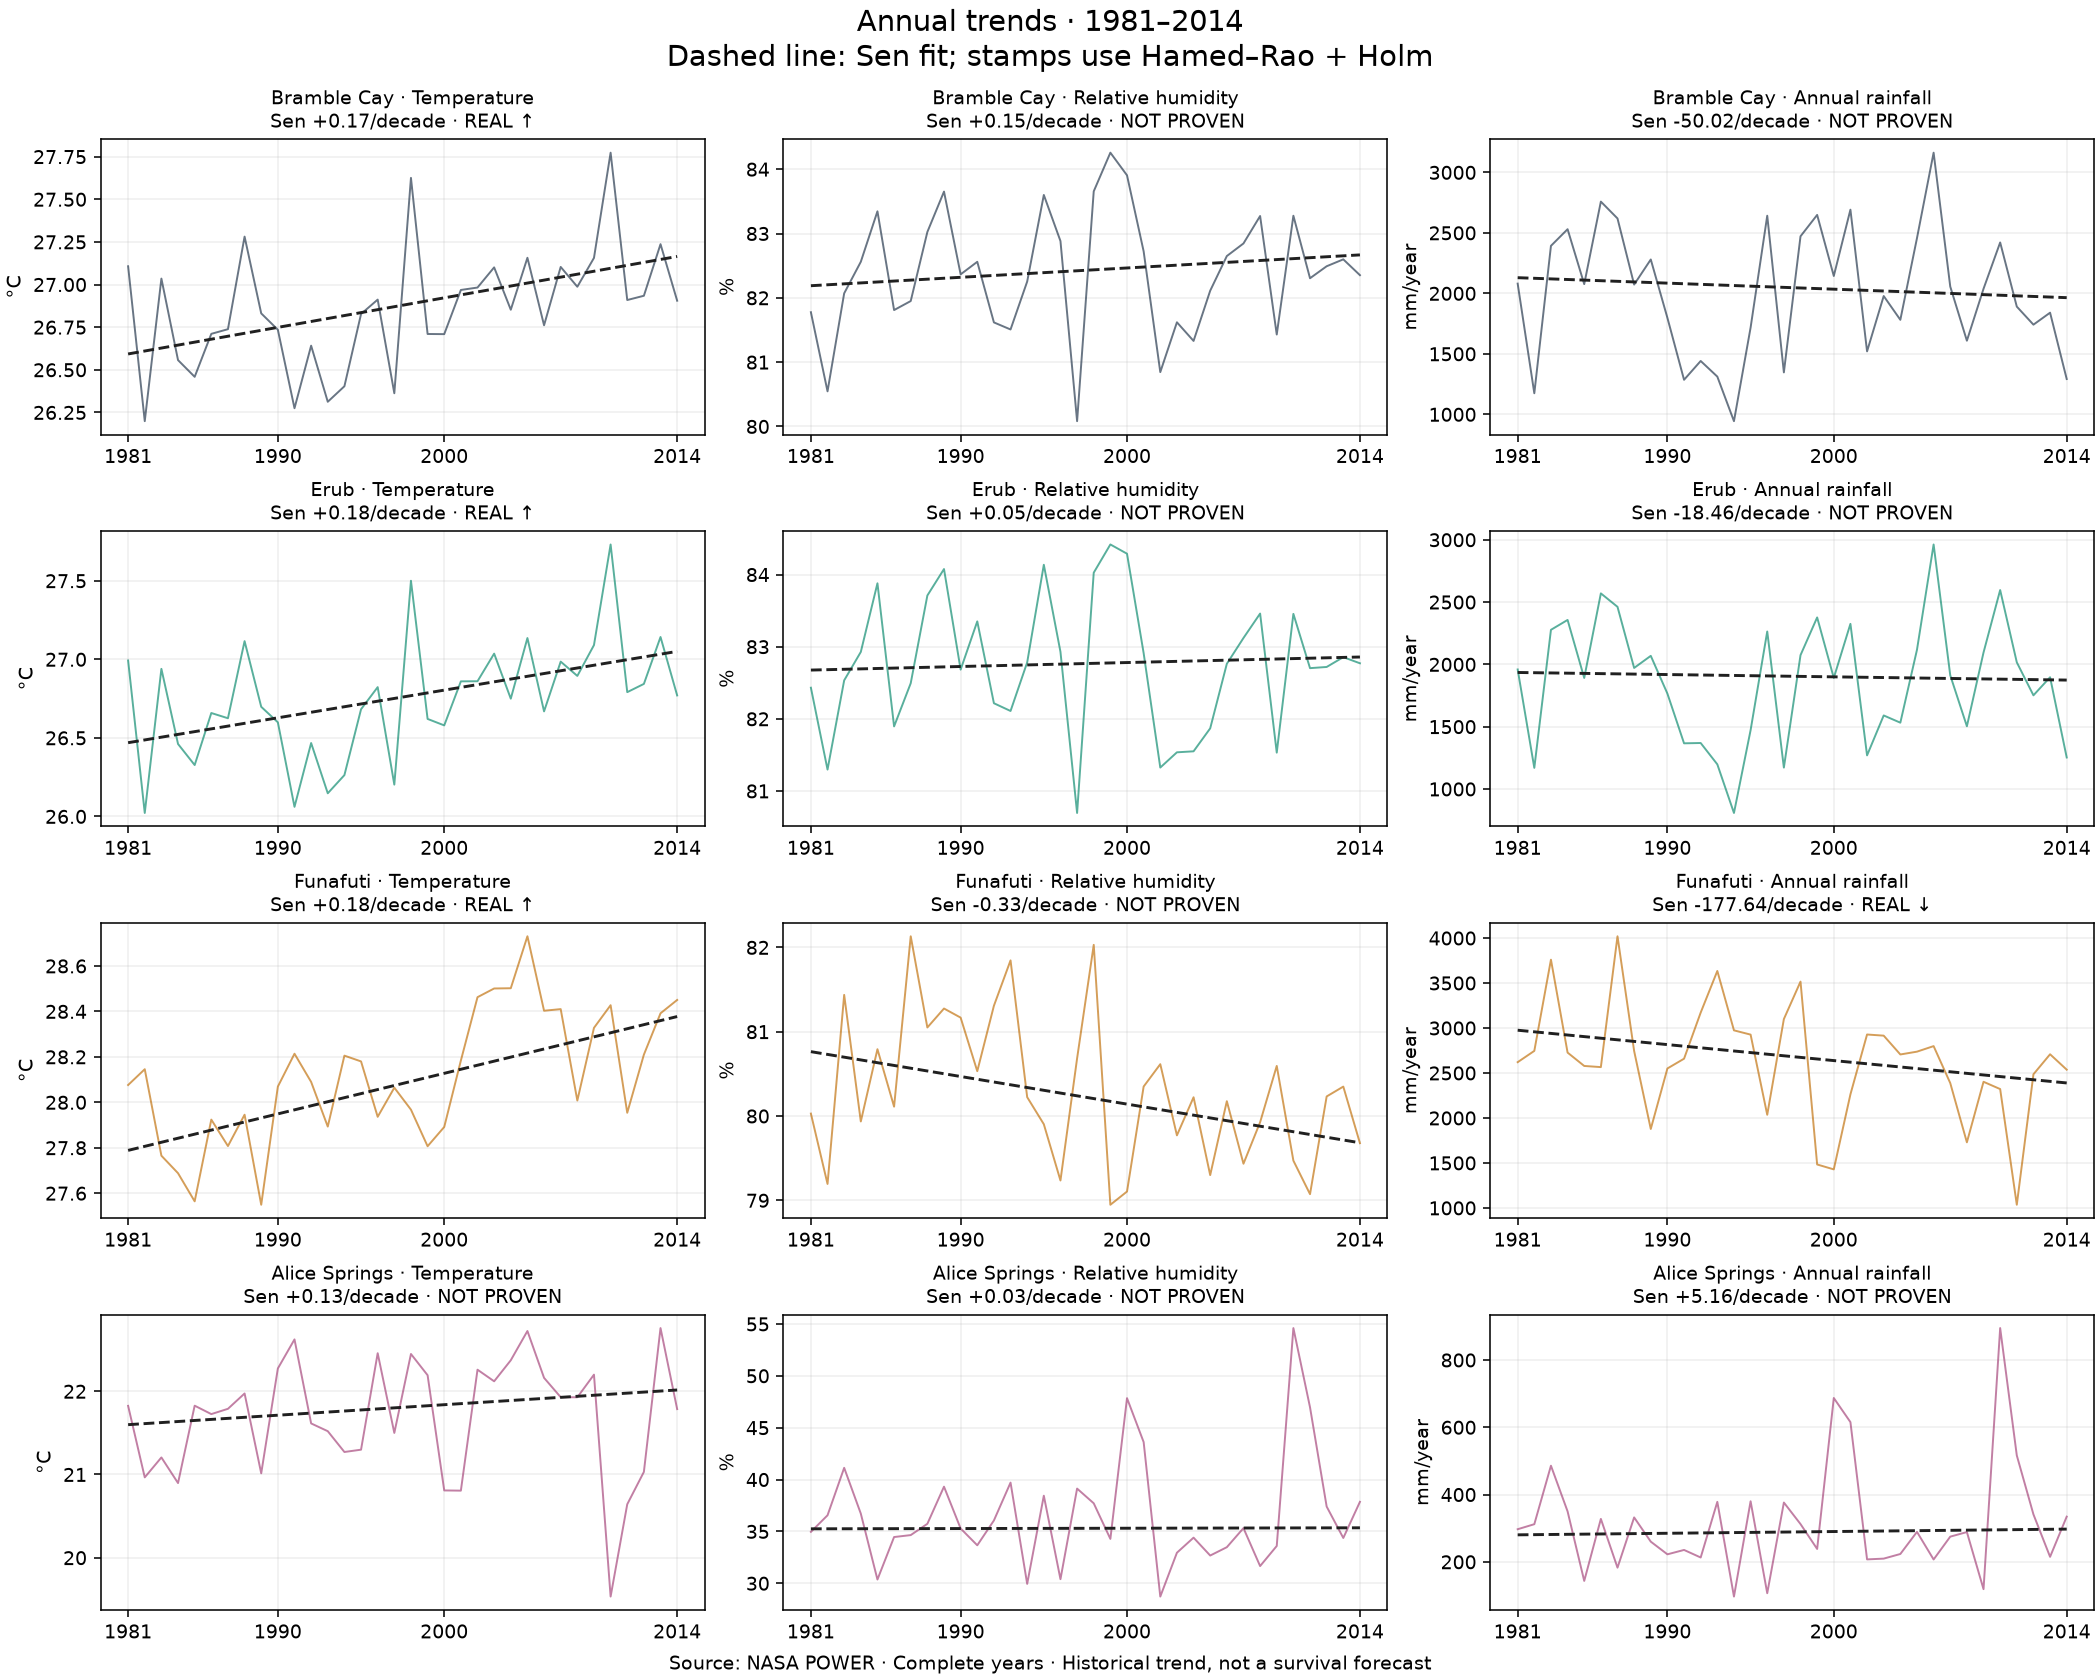 Annual trends · 1981–2014
Dashed line: Sen fit; stamps use Hamed–Rao + Holm
Bramble Cay · Temperature
Sen +0.17/decade · REAL ↑
°C
27.75
27.50
27.25
27.00
26.75
26.50
26.25
1981 1990 2000 2014
Bramble Cay · Relative humidity
Sen +0.15/decade · NOT PROVEN
%
84
83
82
81
80
1981 1990 2000 2014
Bramble Cay · Annual rainfall
Sen -50.02/decade · NOT PROVEN
mm/year
3000
2500
2000
1500
1000
1981 1990 2000 2014
Erub · Temperature
Sen +0.18/decade · REAL ↑
°C
27.5
27.0
26.5
26.0
1981 1990 2000 2014
Erub · Relative humidity
Sen +0.05/decade · NOT PROVEN
%
84
83
82
81
1981 1990 2000 2014
Erub · Annual rainfall
Sen -18.46/decade · NOT PROVEN
mm/year
3000
2500
2000
1500
1000
1981 1990 2000 2014
Funafuti · Temperature
Sen +0.18/decade · REAL ↑
°C
28.6
28.4
28.2
28.0
27.8
27.6
1981 1990 2000 2014
Funafuti · Relative humidity
Sen -0.33/decade · NOT PROVEN
%
82
81
80
79
1981 1990 2000 2014
Funafuti · Annual rainfall
Sen -177.64/decade · REAL ↓
mm/year
4000
3500
3000
2500
2000
1500
1000
1981 1990 2000 2014
Alice Springs · Temperature
Sen +0.13/decade · NOT PROVEN
°C
22
21
20
1981 1990 2000 2014
Alice Springs · Relative humidity
Sen +0.03/decade · NOT PROVEN
%
55
50
45
40
35
30
1981 1990 2000 2014
Alice Springs · Annual rainfall
Sen +5.16/decade · NOT PROVEN
mm/year
800
600
400
200
1981 1990 2000 2014
Source: NASA POWER · Complete years · Historical trend, not a survival forecast